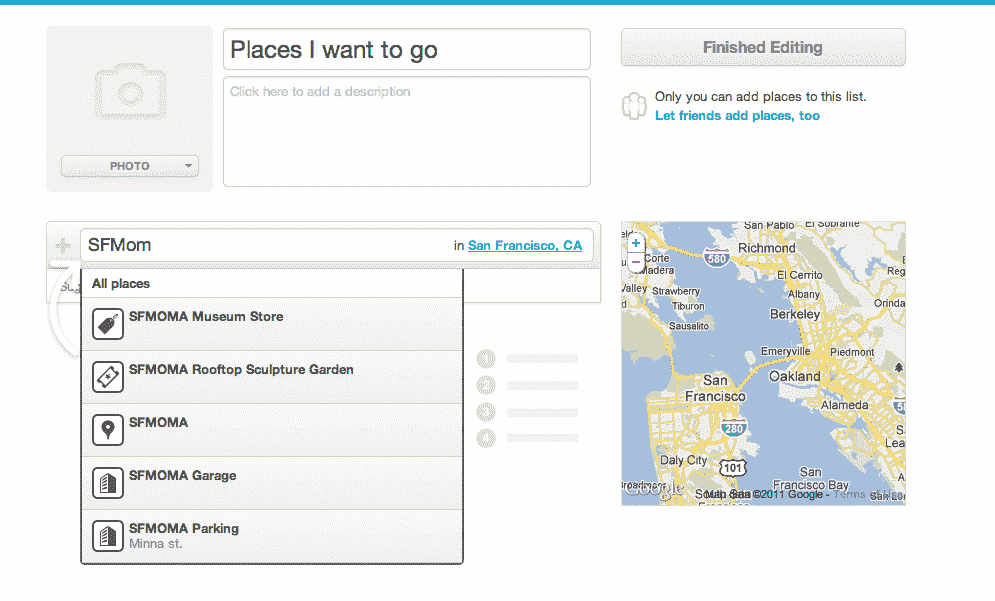 Places I want to go
Click here to add a description
PHOTO
Finished Editing
Only you can add places to this list.
Let friends add places, too
SFMom
in San Francisco, CA
All places
SFMOMA Museum Store
SFMOMA Rooftop Sculpture Garden
SFMOMA
SFMOMA Garage
SFMOMA Parking
Minna st.
1
2
3
4
+
−
San Pablo
El Sobrante
Richmond
580
Corte
Madera
El Cerrito
Valley
Strawberry
Albany
Reg
Tiburon
Orinda
Berkeley
Sausalito
Emeryville
Piedmont
San
Francisco
Oakland
Alameda
280
Daly City
101
San
Francisco Bay
Google
Map data ©2011 Google - Terms